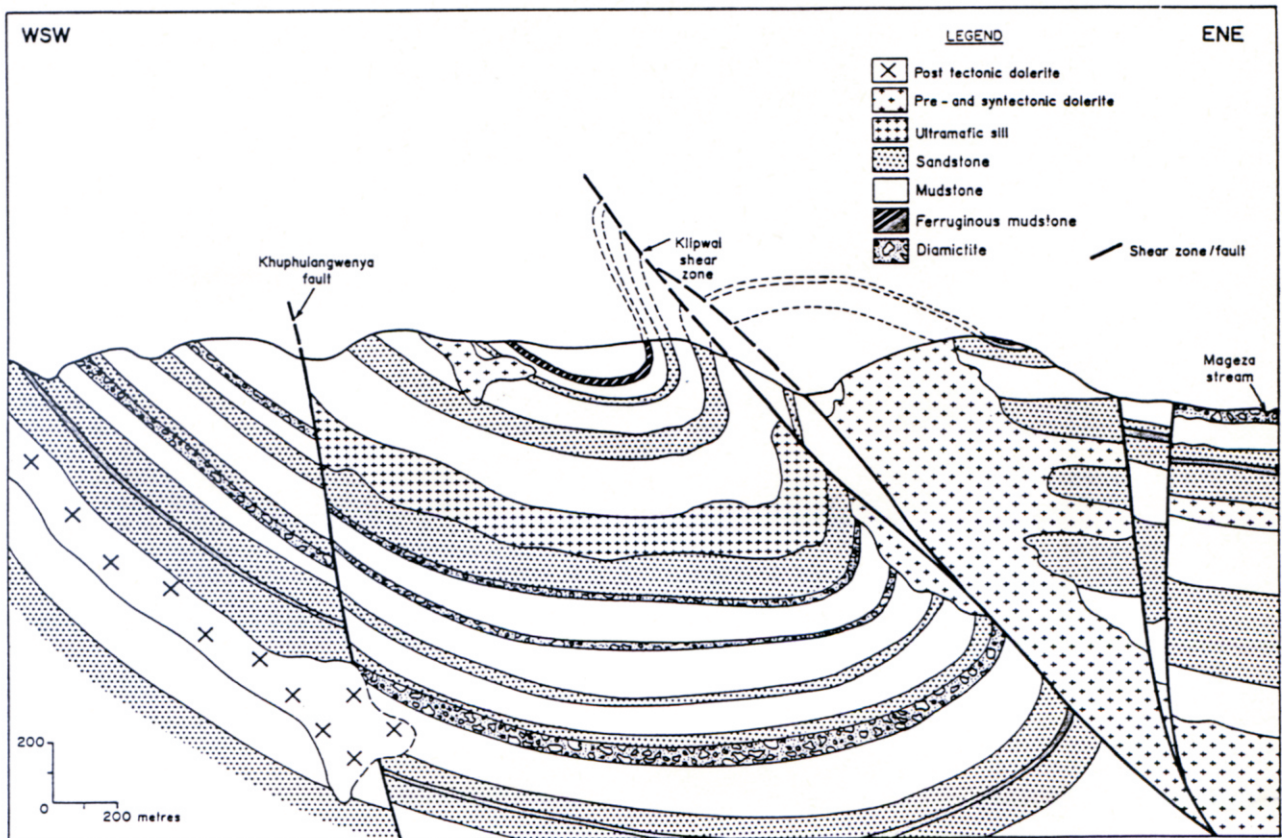 WSW
LEGEND
ENE
Post tectonic dolerite
Pre - and syntectonic dolerite
Ultramafic sill
Sandstone
Mudstone
Ferruginous mudstone
Diamictite
Shear zone/fault
Klipwal
shear
zone
Khuphulangwenya
fault
Mageza
stream
200
0
200 metres